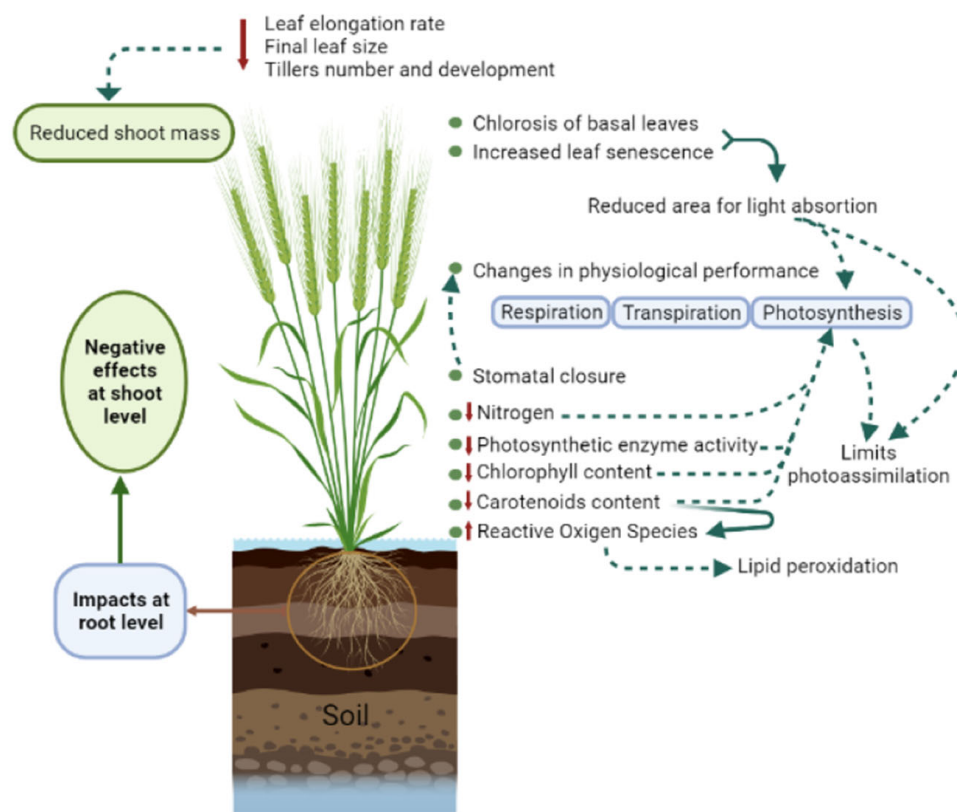 Leaf elongation rate
Final leaf size
Tillers number and development
Reduced shoot mass
Chlorosis of basal leaves
Increased leaf senescence
Reduced area for light absortion
Changes in physiological performance
Respiration
Transpiration
Photosynthesis
Negative
effects
at shoot
level
Stomatal closure
Nitrogen
Photosynthetic enzyme activity
Chlorophyll content
Carotenoids content
Reactive Oxigen Species
Limits
photoassimilation
Lipid peroxidation
Impacts at
root level
Soil